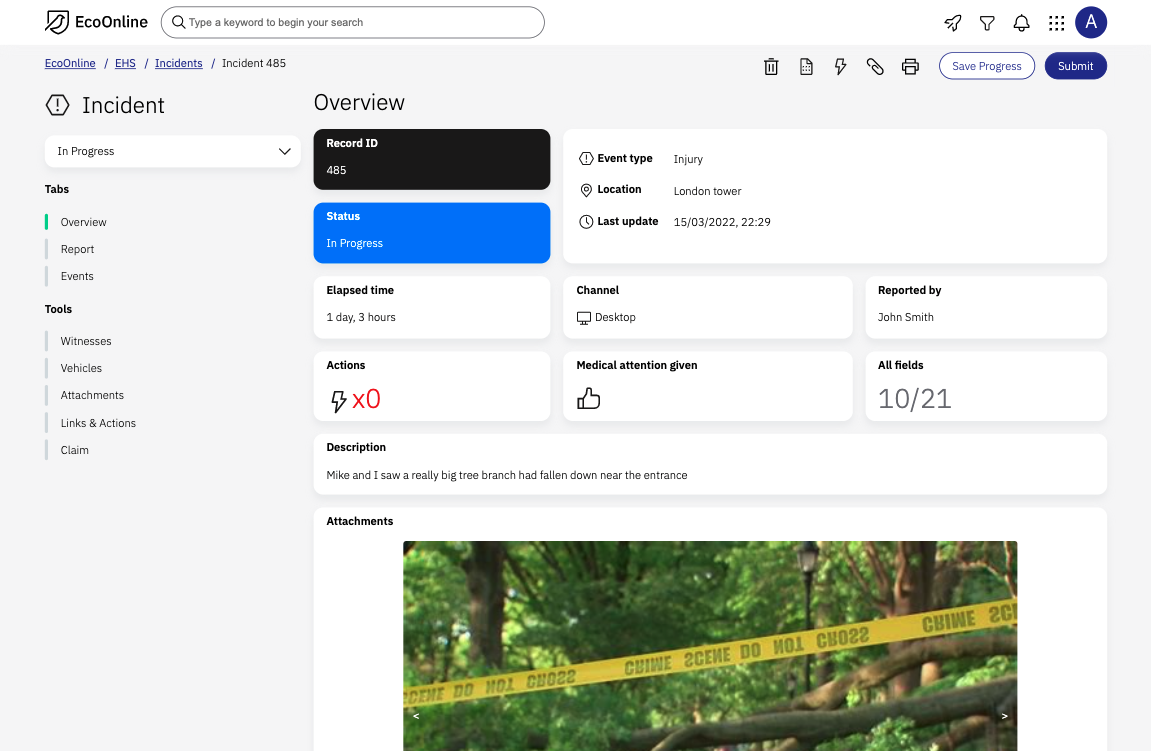 EcoOnline
Type a keyword to begin your search
A
EcoOnline / EHS / Incidents / Incident 485
Save Progress
Submit
Incident
In Progress
Tabs
Overview
Report
Events
Tools
Witnesses
Vehicles
Attachments
Links & Actions
Claim
Overview
Record ID
485
Status
In Progress
Event type Injury
Location London tower
Last update 15/03/2022, 22:29
Elapsed time
1 day, 3 hours
Channel
Desktop
Reported by
John Smith
Actions
x0
Medical attention given
All fields
10/21
Description
Mike and I saw a really big tree branch had fallen down near the entrance
Attachments
SCENE DO NOT CROSS CRIME SCENE DO NOT CROSS CRIME SC
< >